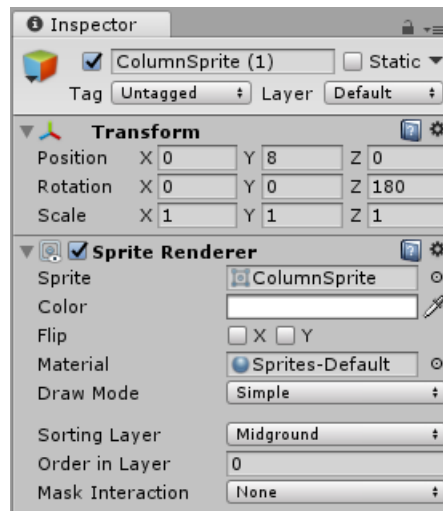 Inspector
ColumnSprite (1) Static
Tag Untagged Layer Default
Transform
Position X 0 Y 8 Z 0
Rotation X 0 Y 0 Z 180
Scale X 1 Y 1 Z 1
Sprite Renderer
Sprite ColumnSprite
Color
Flip X Y
Material Sprites-Default
Draw Mode Simple
Sorting Layer Midground
Order in Layer 0
Mask Interaction None